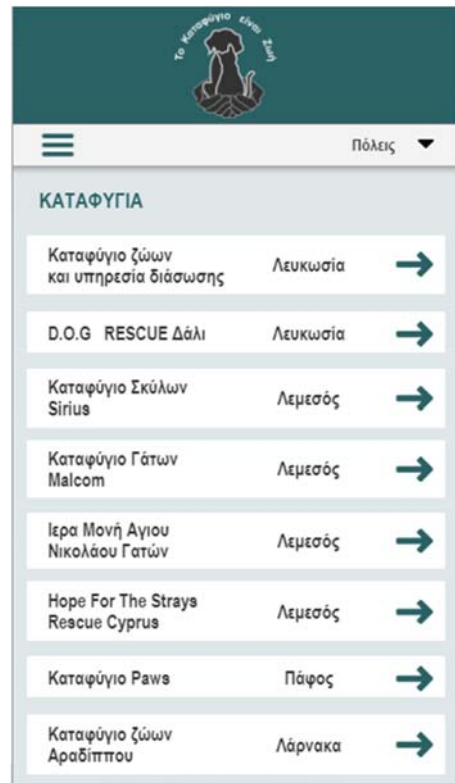 Το Καταφύγιο είναι Ζωή
Πόλεις
ΚΑΤΑΦΥΓΙΑ
Καταφύγιο ζώων
και υπηρεσία διάσωσης
Λευκωσία
D.O.G RESCUE Δάλι
Λευκωσία
Καταφύγιο Σκύλων
Sirius
Λεμεσός
Καταφύγιο Γάτων
Malcom
Λεμεσός
Ιερα Μονή Αγιου
Νικολάου Γατών
Λεμεσός
Hope For The Strays
Rescue Cyprus
Λεμεσός
Καταφύγιο Paws
Πάφος
Καταφύγιο ζώων
Αραδίππου
Λάρνακα